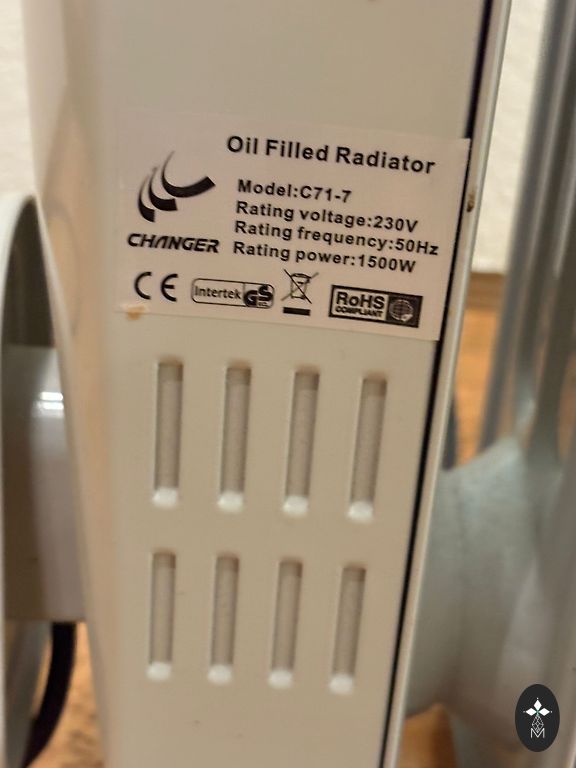 Oil Filled Radiator
Model:C71-7
Rating voltage:230V
Rating frequency:50Hz
Rating power:1500W
CHANGER
CE
Intertek GS
RoHS
COMPLIANT
M